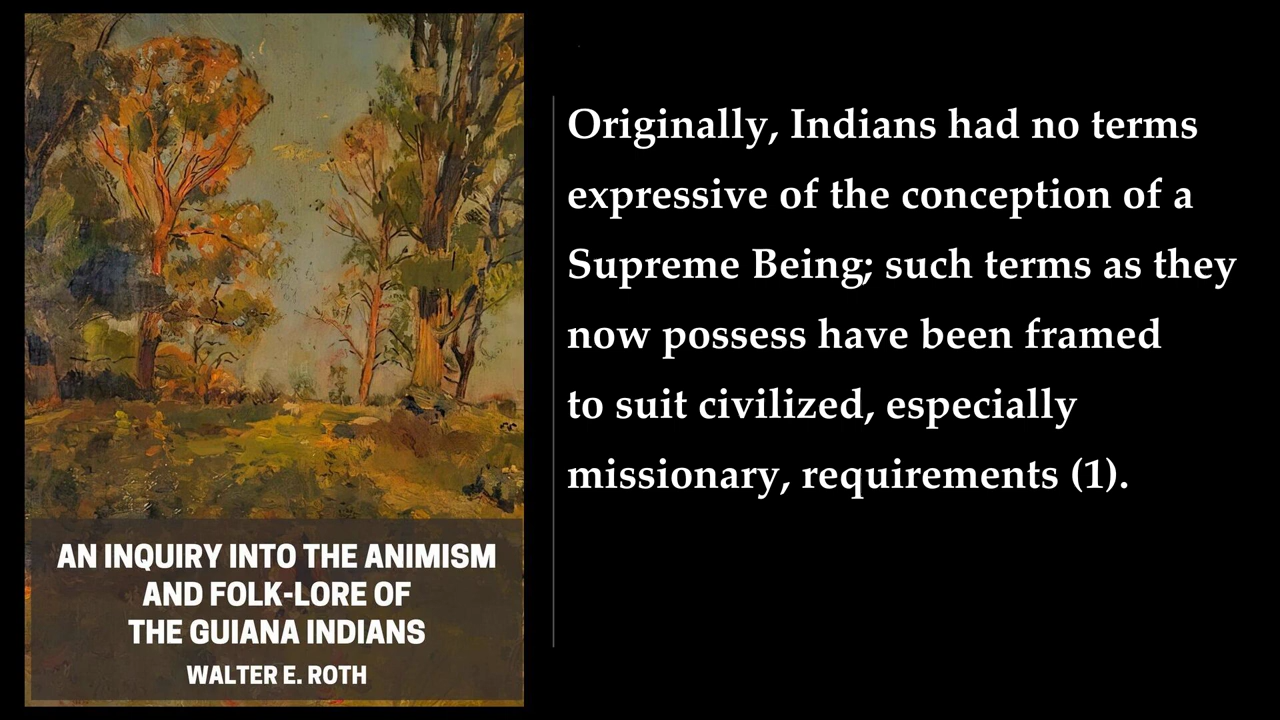 Originally, Indians had no terms
expressive of the conception of a
Supreme Being; such terms as they
now possess have been framed
to suit civilized, especially
missionary, requirements (1).
AN INQUIRY INTO THE ANIMISM
AND FOLK-LORE OF
THE GUIANA INDIANS
WALTER E. ROTH